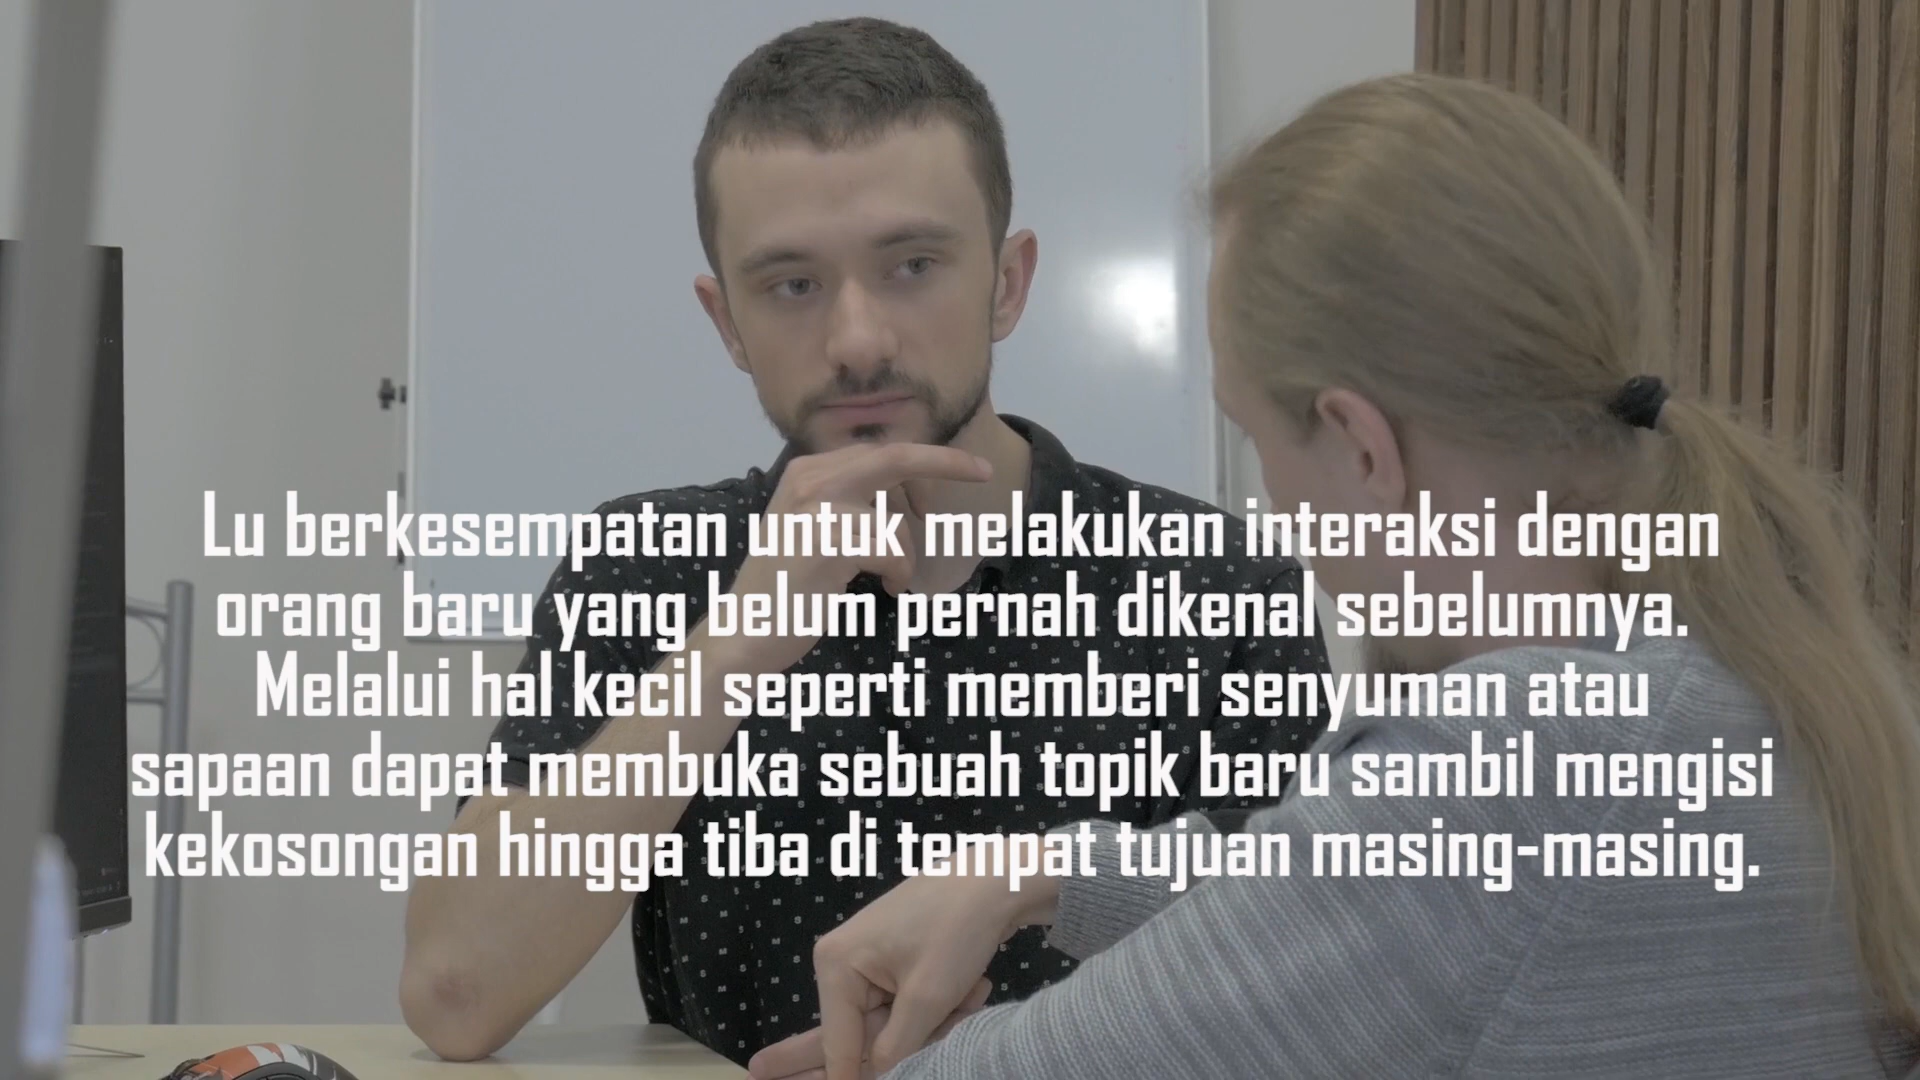 Lu berkesempatan untuk melakukan interaksi dengan
orang baru yang belum pernah dikenal sebelumnya.
Melalui hal kecil seperti memberi senyuman atau
sapaan dapat membuka sebuah topik baru sambil mengisi
kekosongan hingga tiba di tempat tujuan masing-masing.